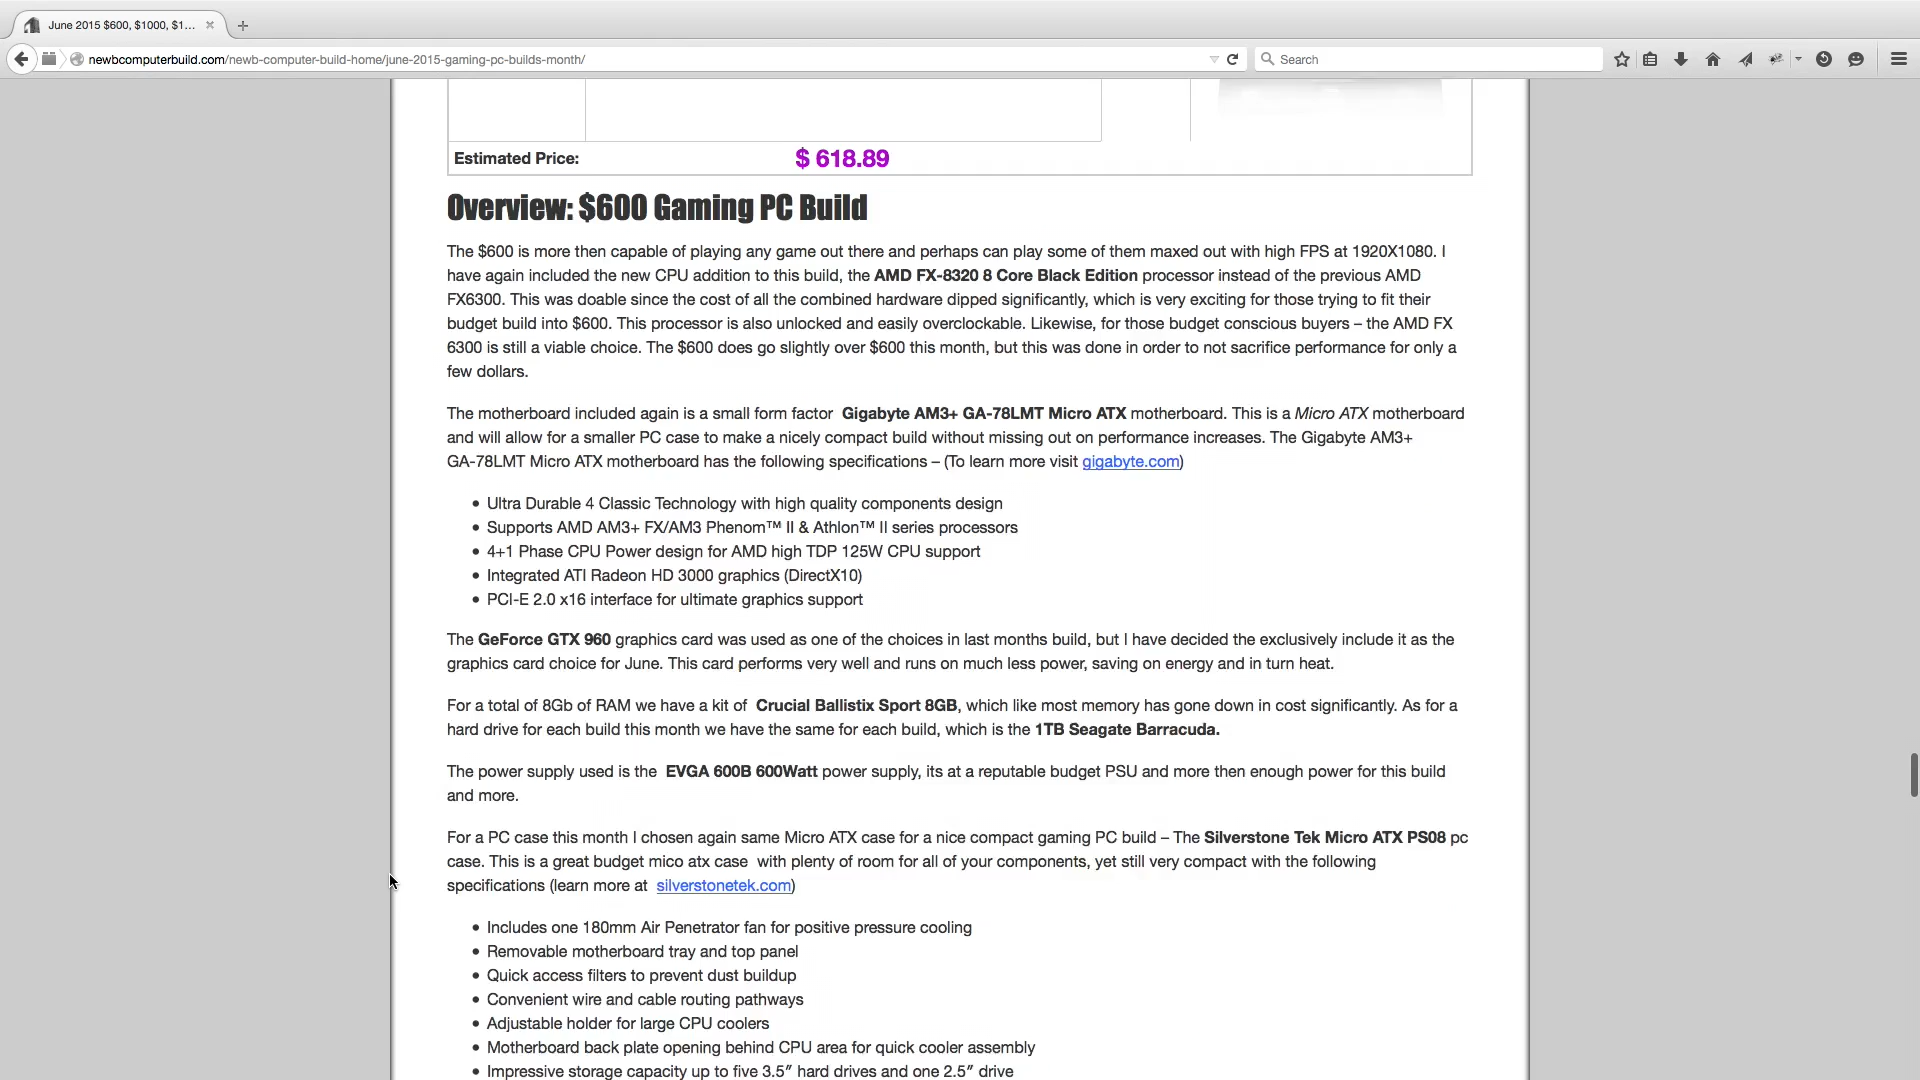 June 2015 $600, $1000, $1...
newbcomputerbuild.com/newb-computer-build-home/june-2015-gaming-pc-builds-month/
Search
Estimated Price:
$ 618.89
Overview: $600 Gaming PC Build
The $600 is more then capable of playing any game out there and perhaps can play some of them maxed out with high FPS at 1920X1080. I
have again included the new CPU addition to this build, the AMD FX-8320 8 Core Black Edition processor instead of the previous AMD
FX6300. This was doable since the cost of all the combined hardware dipped significantly, which is very exciting for those trying to fit their
budget build into $600. This processor is also unlocked and easily overclockable. Likewise, for those budget conscious buyers – the AMD FX
6300 is still a viable choice. The $600 does go slightly over $600 this month, but this was done in order to not sacrifice performance for only a
few dollars.
The motherboard included again is a small form factor Gigabyte AM3+ GA-78LMT Micro ATX motherboard. This is a Micro ATX motherboard
and will allow for a smaller PC case to make a nicely compact build without missing out on performance increases. The Gigabyte AM3+
GA-78LMT Micro ATX motherboard has the following specifications – (To learn more visit gigabyte.com)
• Ultra Durable 4 Classic Technology with high quality components design
• Supports AMD AM3+ FX/AM3 Phenom™ II & Athlon™ II series processors
• 4+1 Phase CPU Power design for AMD high TDP 125W CPU support
• Integrated ATI Radeon HD 3000 graphics (DirectX10)
• PCI-E 2.0 x16 interface for ultimate graphics support
The GeForce GTX 960 graphics card was used as one of the choices in last months build, but I have decided the exclusively include it as the
graphics card choice for June. This card performs very well and runs on much less power, saving on energy and in turn heat.
For a total of 8Gb of RAM we have a kit of Crucial Ballistix Sport 8GB, which like most memory has gone down in cost significantly. As for a
hard drive for each build this month we have the same for each build, which is the 1TB Seagate Barracuda.
The power supply used is the EVGA 600B 600Watt power supply, its at a reputable budget PSU and more then enough power for this build
and more.
For a PC case this month I chosen again same Micro ATX case for a nice compact gaming PC build – The Silverstone Tek Micro ATX PS08 pc
case. This is a great budget mico atx case with plenty of room for all of your components, yet still very compact with the following
specifications (learn more at silverstonetek.com)
• Includes one 180mm Air Penetrator fan for positive pressure cooling
• Removable motherboard tray and top panel
• Quick access filters to prevent dust buildup
• Convenient wire and cable routing pathways
• Adjustable holder for large CPU coolers
• Motherboard back plate opening behind CPU area for quick cooler assembly
• Impressive storage capacity up to five 3.5″ hard drives and one 2.5″ drive